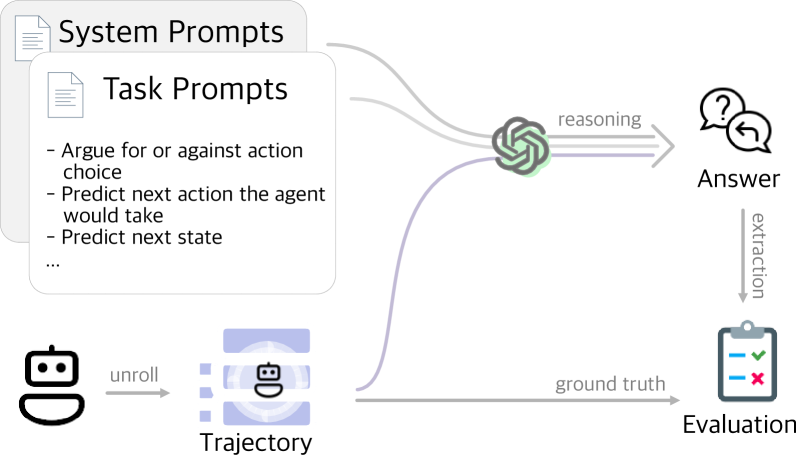 System Prompts
Task Prompts
- Argue for or against action
choice
- Predict next action the agent
would take
- Predict next state
...
reasoning
Answer
extraction
unroll
Trajectory
ground truth
Evaluation